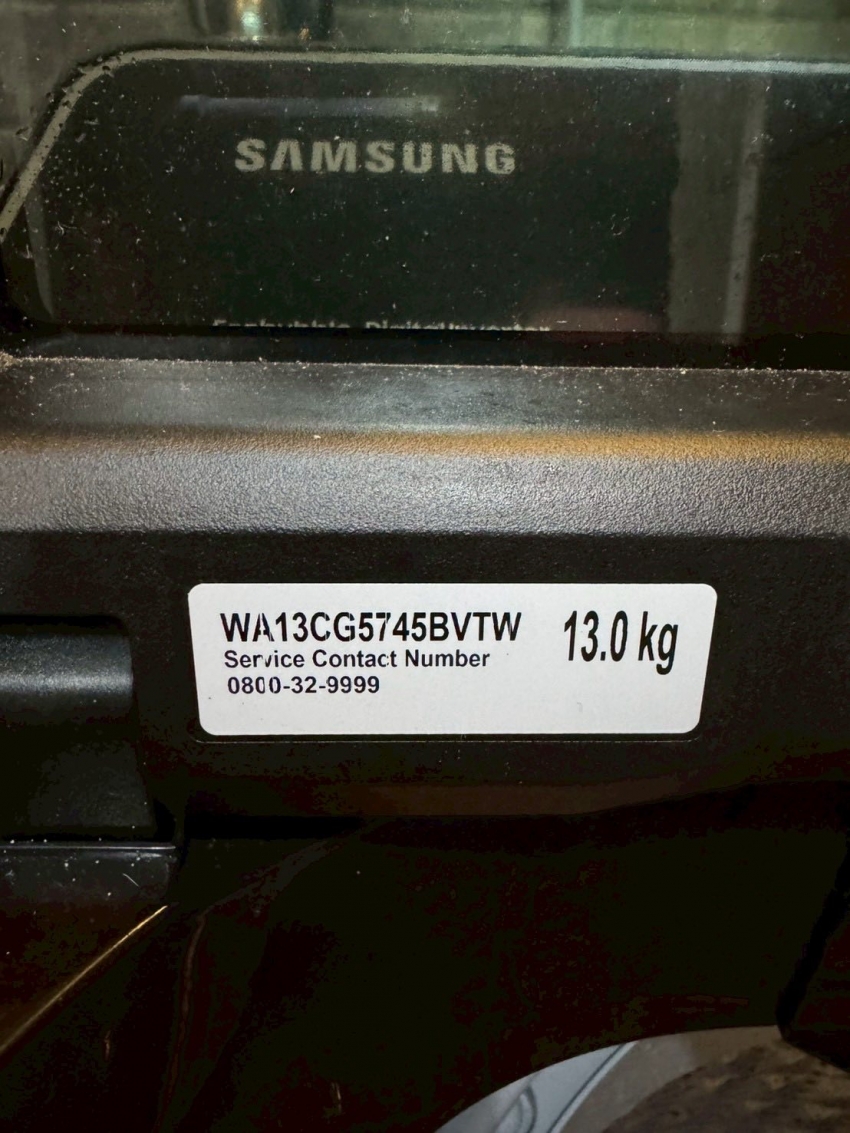 SAMSUNG
WA13CG5745BVTW 13.0 kg
Service Contact Number
0800-32-9999